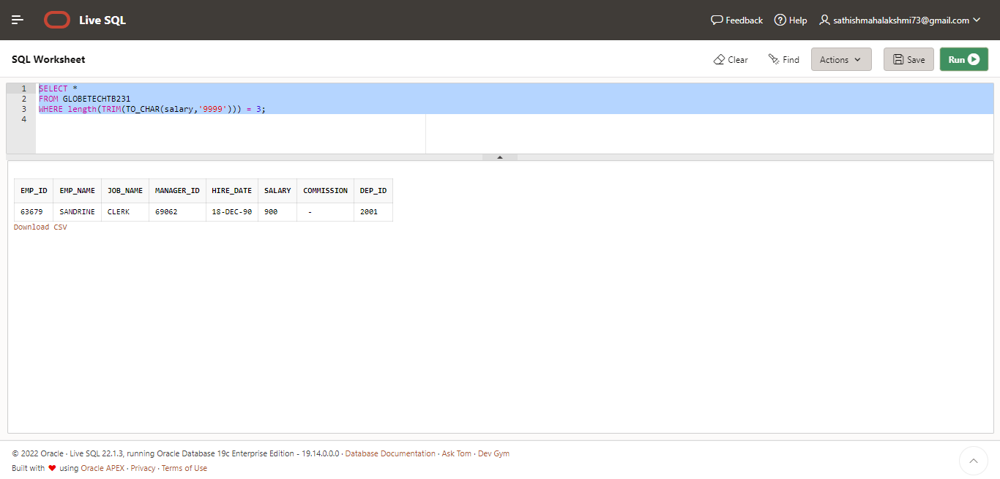 Live SQL
Feedback Help sathishmahalakshmi73@gmail.com
SQL Worksheet
Clear Find Actions Save Run
1 SELECT *
2 FROM GLOBETECHTB231
3 WHERE length(TRIM(TO_CHAR(salary,'9999'))) = 3;
4
EMP_ID EMP_NAME JOB_NAME MANAGER_ID HIRE_DATE SALARY COMMISSION DEP_ID
63679 SANDRINE CLERK 69062 18-DEC-90 900 - 2001
Download CSV
© 2022 Oracle · Live SQL 22.1.3, running Oracle Database 19c Enterprise Edition - 19.14.0.0.0 · Database Documentation · Ask Tom · Dev Gym
Built with ❤ using Oracle APEX · Privacy · Terms of Use